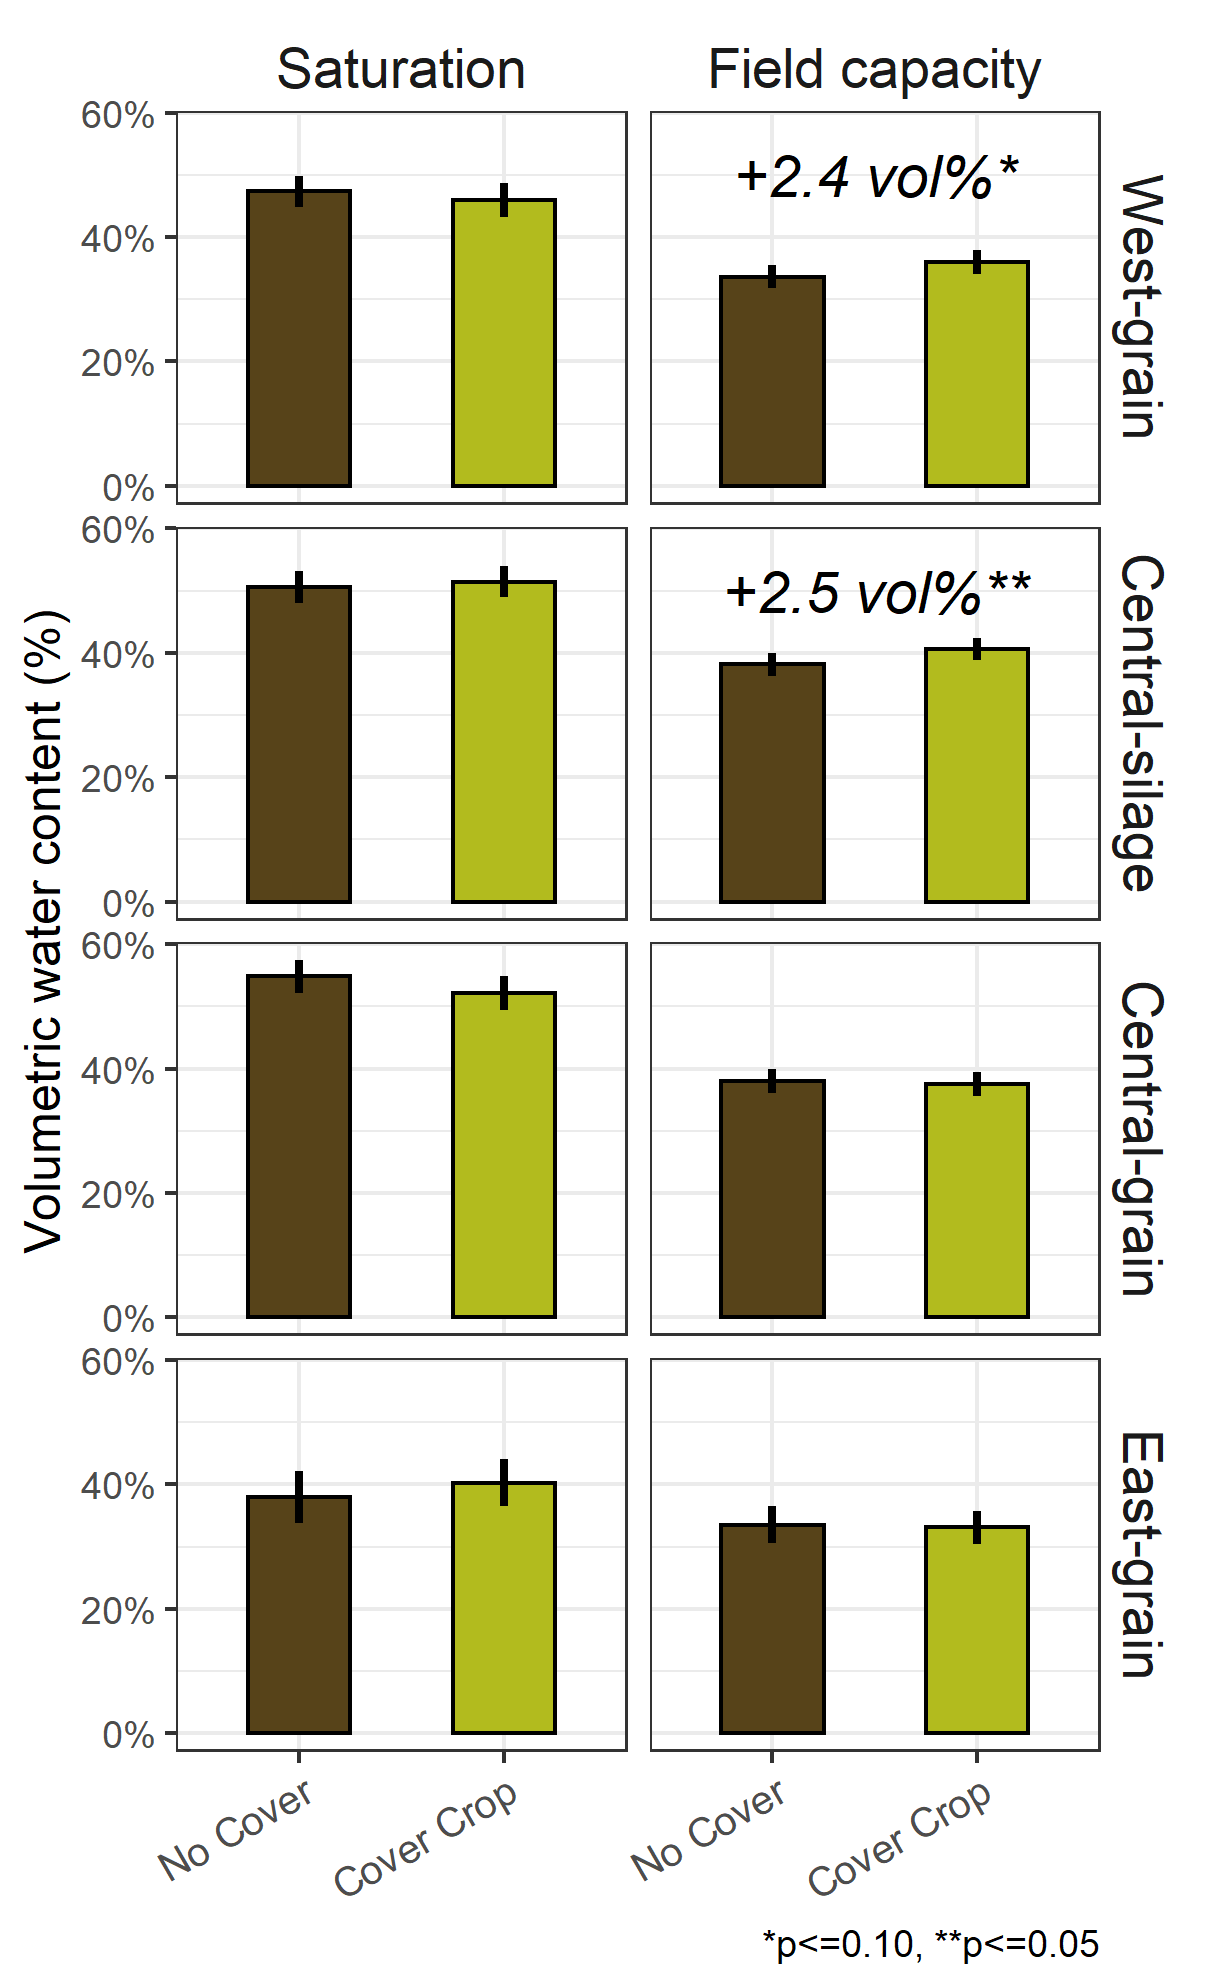 Saturation
Field capacity
60%
40%
20%
0%
+2.4 vol%*
West-grain
60%
40%
20%
0%
+2.5 vol%**
Central-silage
Volumetric water content (%)
60%
40%
20%
0%
Central-grain
60%
40%
20%
0%
East-grain
No Cover
Cover Crop
No Cover
Cover Crop
*p<=0.10, **p<=0.05